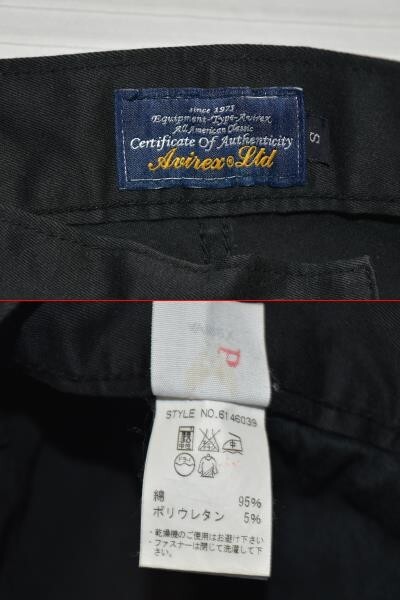 since 1973
Equipment-Type-Avirex
All American Classic
Certificate Of Authenticity
Avirex®Ltd
S
P
STYLE NO.6146039
綿 95%
ポリウレタン 5%
・乾燥機のご使用はお避け下さい
・ファスナーは閉じて洗濯して下さい